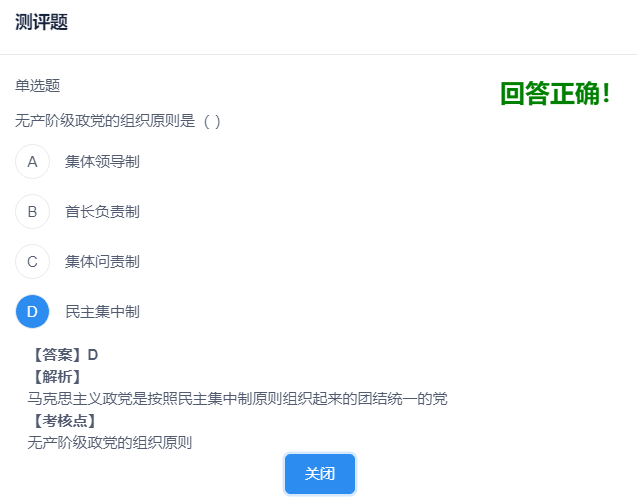 测评题
单选题
回答正确！
无产阶级政党的组织原则是（ ）
A 集体领导制
B 首长负责制
C 集体问责制
D 民主集中制
【答案】D
【解析】
马克思主义政党是按照民主集中制原则组织起来的团结统一的党
【考核点】
无产阶级政党的组织原则
关闭